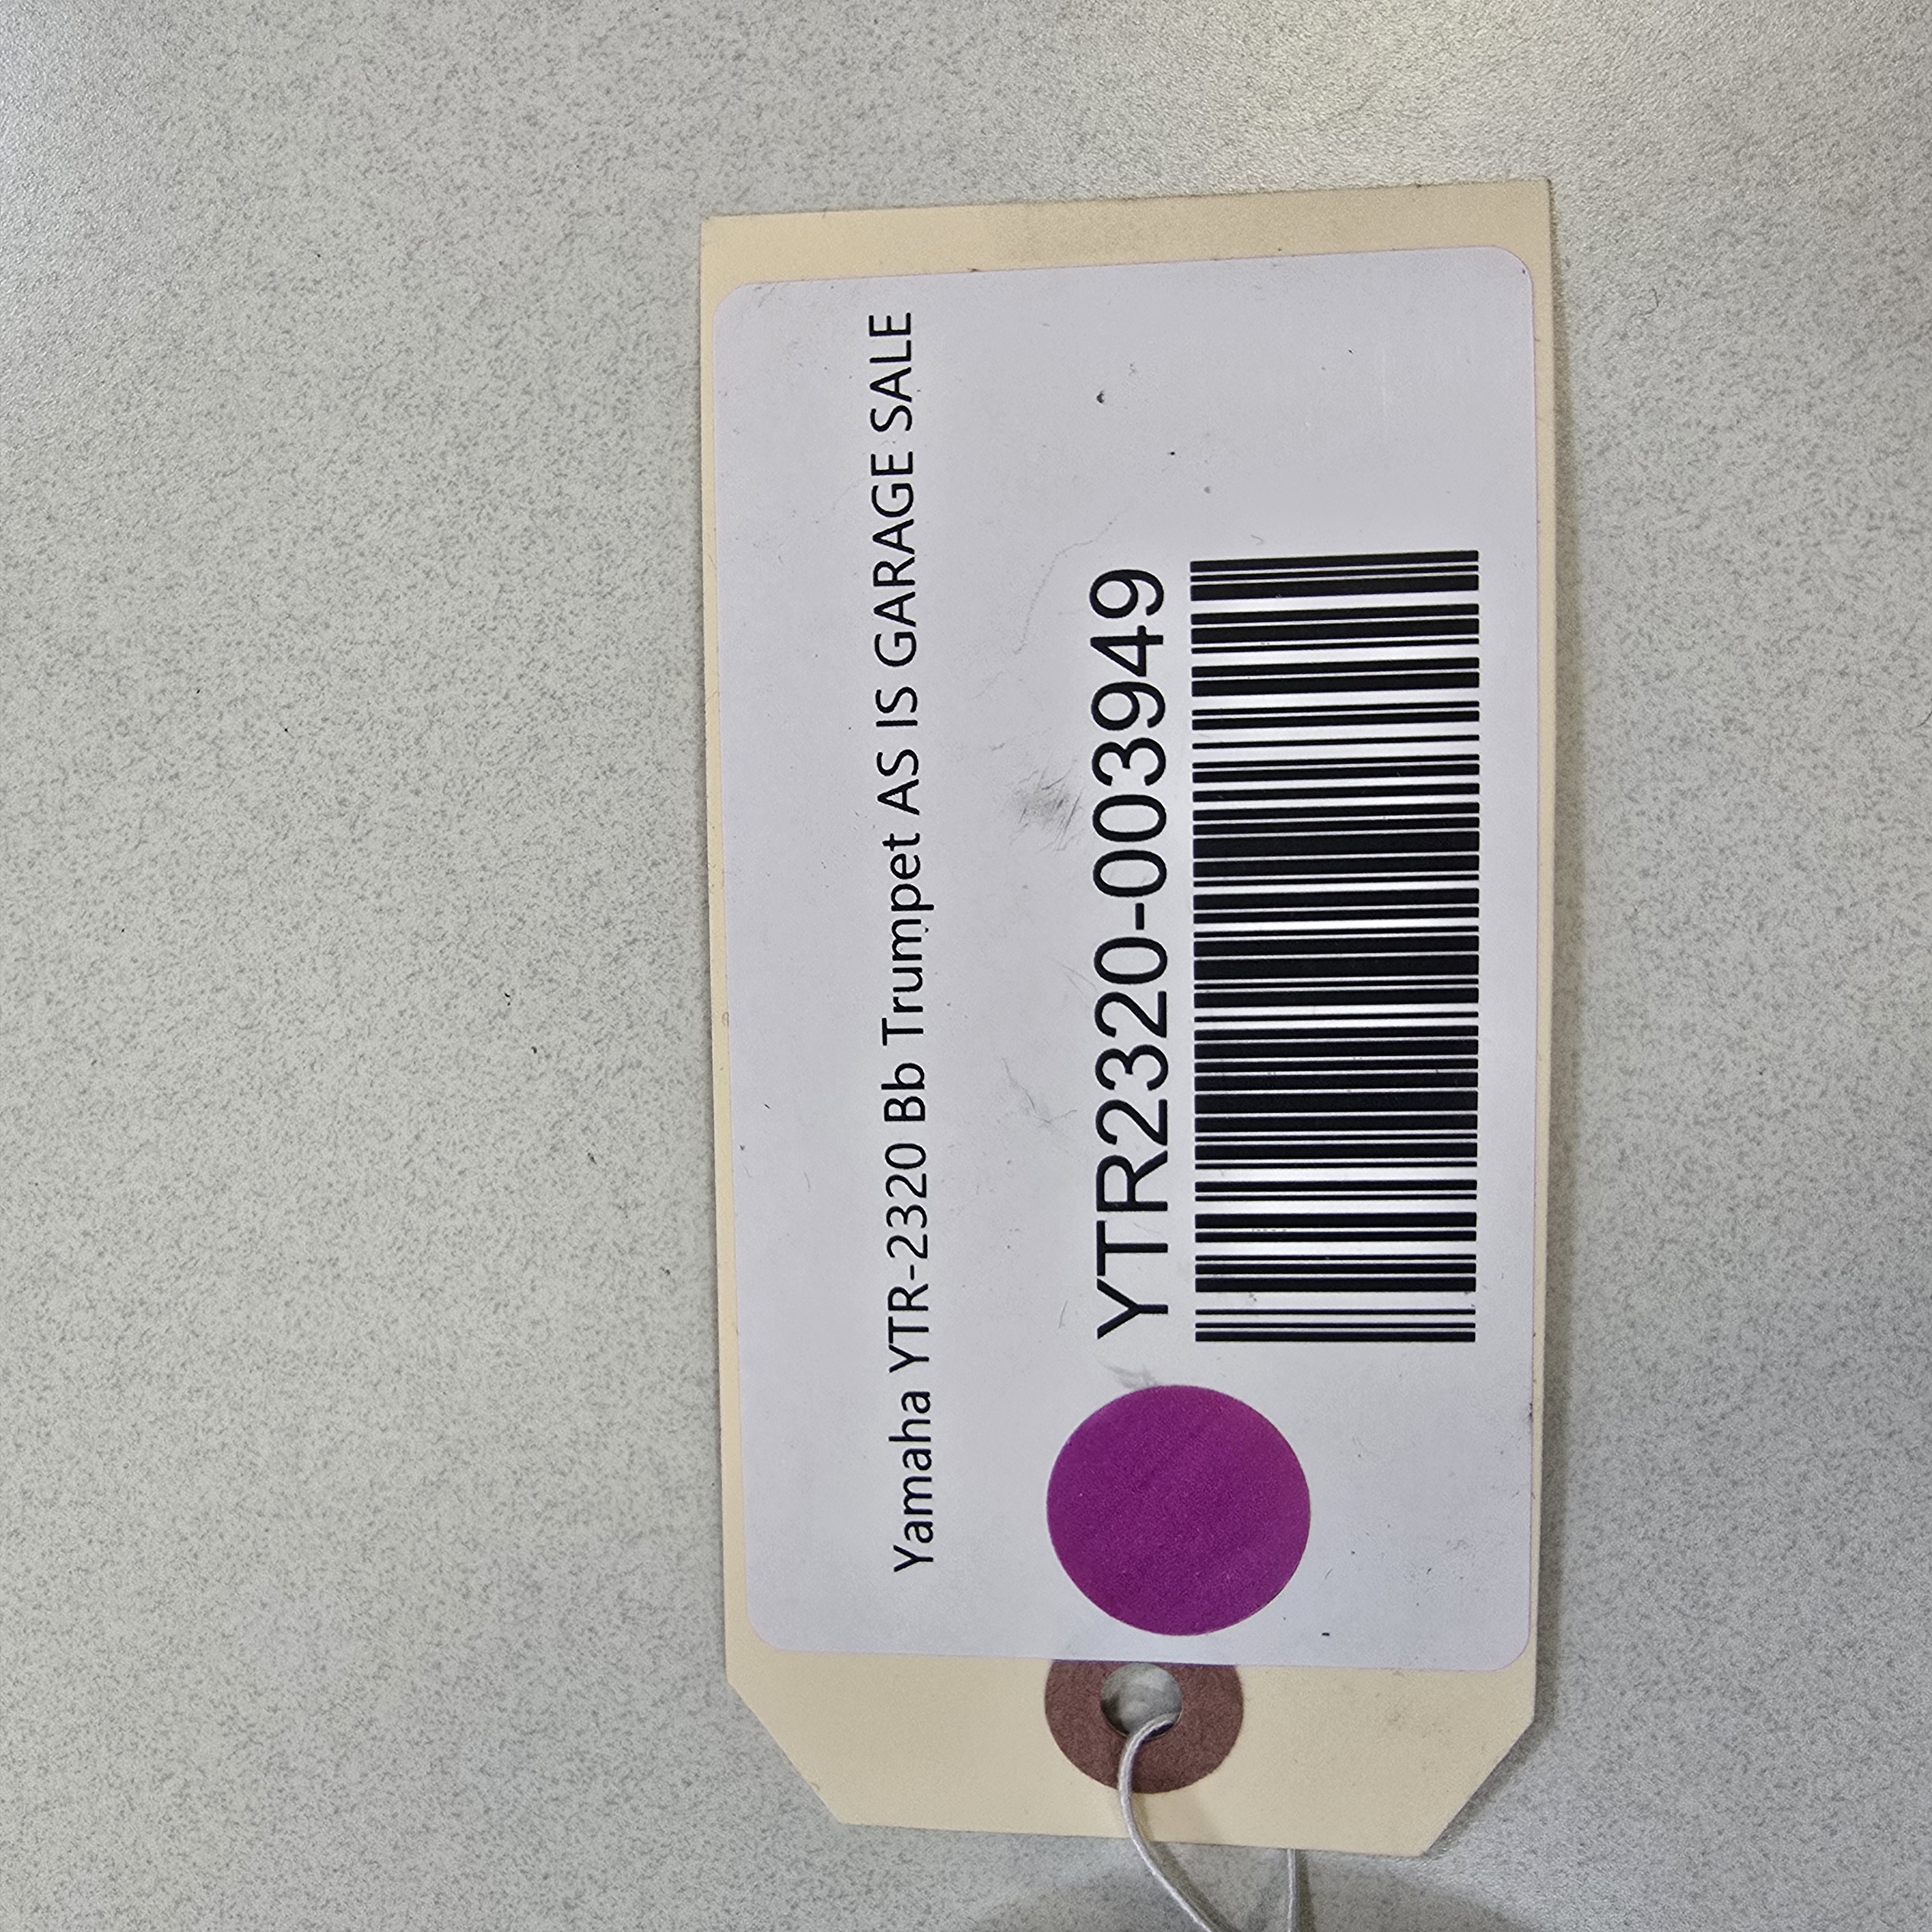 Yamaha YTR-2320 Bb Trumpet AS IS GARAGE SALE
YTR2320-003949